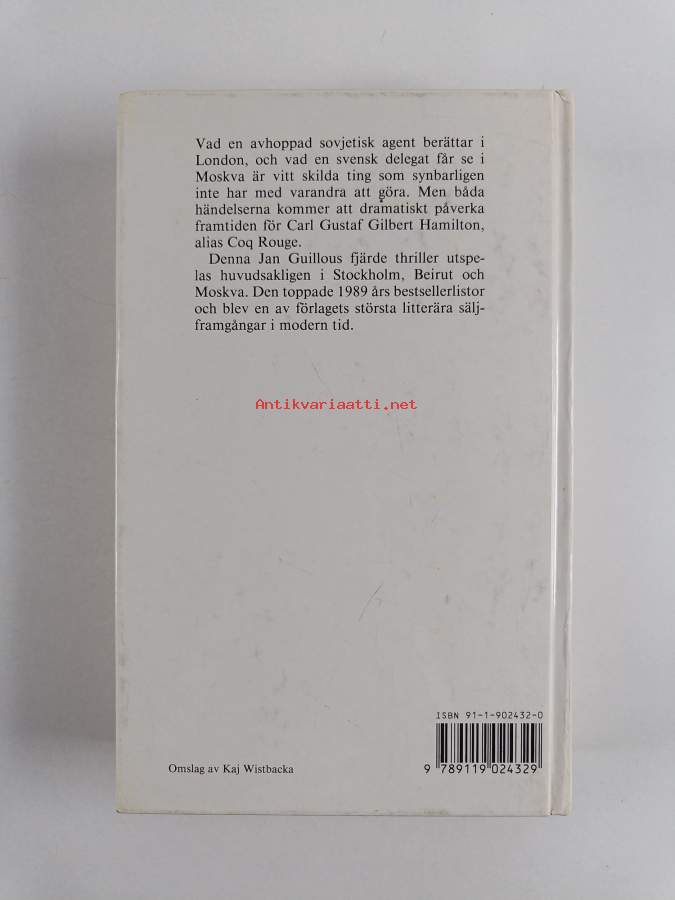 Vad en avhoppad sovjetisk agent berättar i
London, och vad en svensk delegat får se i
Moskva är vitt skilda ting som synbarligen
inte har med varandra att göra. Men båda
händelserna kommer att dramatiskt påverka
framtiden för Carl Gustaf Gilbert Hamilton,
alias Coq Rouge.
Denna Jan Guillous fjärde thriller utspe-
las huvudsakligen i Stockholm, Beirut och
Moskva. Den toppade 1989 års bestsellerlistor
och blev en av förlagets största litterära sälj-
framgångar i modern tid.
Antikvariaatti.net
ISBN 91-1-902432-0
9 789119 024329
Omslag av Kaj Wistbacka